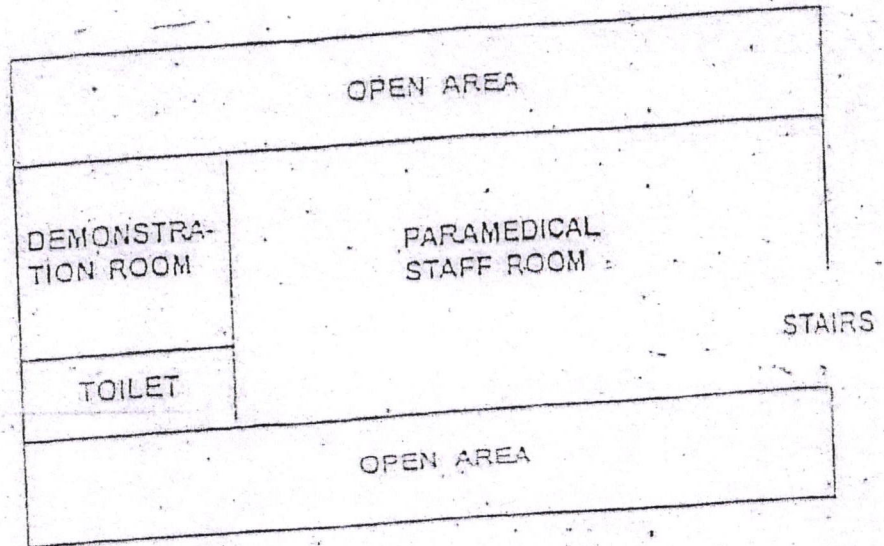 OPEN AREA
DEMONSTRA-
TION ROOM
PARAMEDICAL
STAFF ROOM
STAIRS
TOILET
OPEN AREA